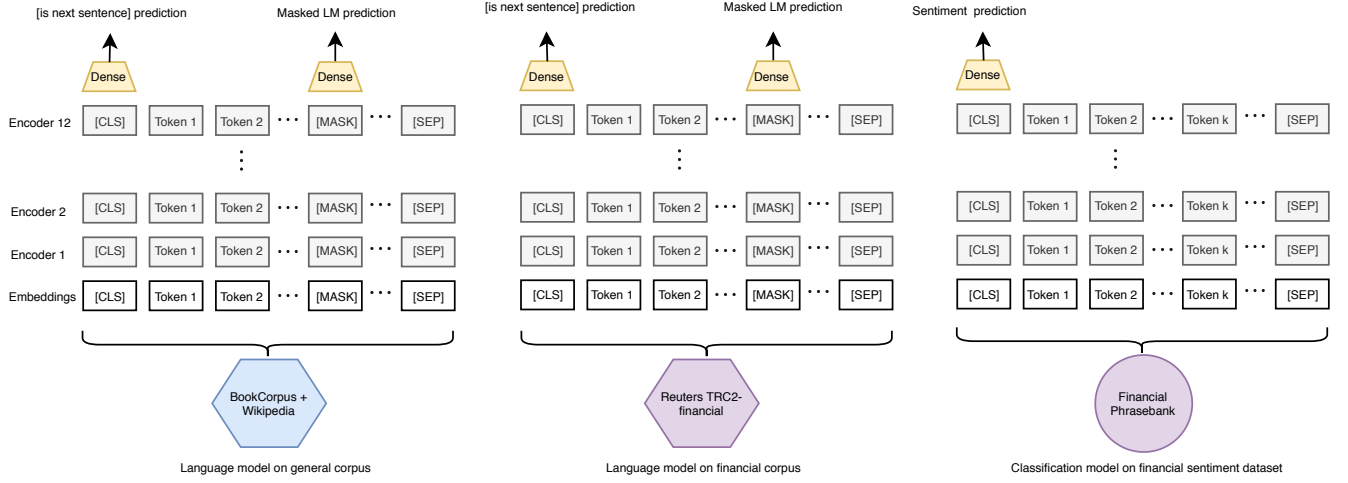 [is next sentence] prediction
Masked LM prediction
[is next sentence] prediction
Masked LM prediction
Sentiment prediction
Dense
Dense
Dense
Dense
Dense
Encoder 12
[CLS] Token 1 Token 2 ••• [MASK] ••• [SEP]
[CLS] Token 1 Token 2 ••• [MASK] ••• [SEP]
[CLS] Token 1 Token 2 ••• Token k ••• [SEP]
Encoder 2
[CLS] Token 1 Token 2 ••• [MASK] ••• [SEP]
[CLS] Token 1 Token 2 ••• [MASK] ••• [SEP]
[CLS] Token 1 Token 2 ••• Token k ••• [SEP]
Encoder 1
[CLS] Token 1 Token 2 ••• [MASK] ••• [SEP]
[CLS] Token 1 Token 2 ••• [MASK] ••• [SEP]
[CLS] Token 1 Token 2 ••• Token k ••• [SEP]
Embeddings
[CLS] Token 1 Token 2 ••• [MASK] ••• [SEP]
[CLS] Token 1 Token 2 ••• [MASK] ••• [SEP]
[CLS] Token 1 Token 2 ••• Token k ••• [SEP]
BookCorpus +
Wikipedia
Reuters TRC2-
financial
Financial
Phrasebank
Language model on general corpus
Language model on financial corpus
Classification model on financial sentiment dataset